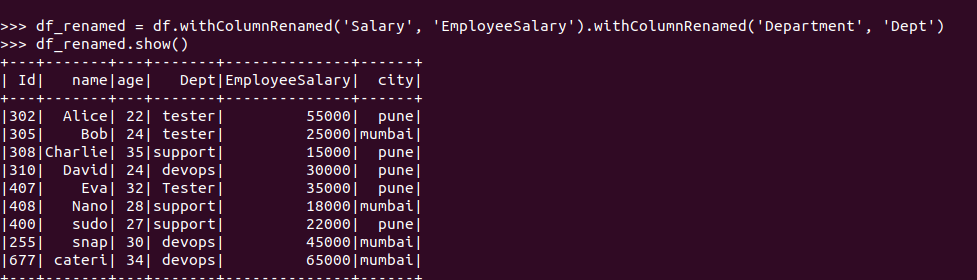 >>> df_renamed = df.withColumnRenamed('Salary', 'EmployeeSalary').withColumnRenamed('Department', 'Dept')
>>> df_renamed.show()
+---+-------+---+-------+--------------+------+
| Id|   name|age|   Dept|EmployeeSalary|  city|
+---+-------+---+-------+--------------+------+
|302|  Alice| 22| tester|         55000|  pune|
|305|    Bob| 24| tester|         25000|mumbai|
|308|Charlie| 35|support|         15000|  pune|
|310|  David| 24| devops|         30000|  pune|
|407|    Eva| 32| Tester|         35000|  pune|
|408|   Nano| 28|support|         18000|mumbai|
|400|   sudo| 27|support|         22000|  pune|
|255|   snap| 30| devops|         45000|mumbai|
|677| cateri| 34| devops|         65000|mumbai|
+---+-------+---+-------+--------------+------+